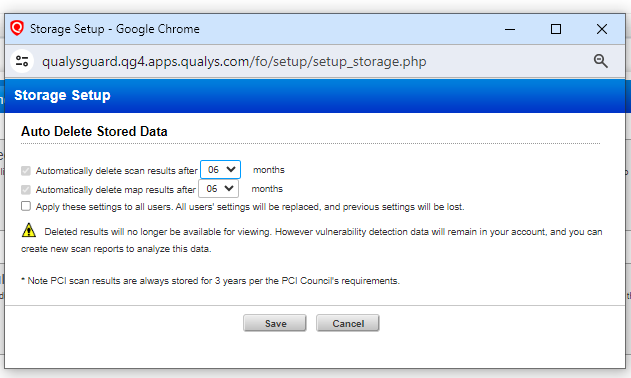 Storage Setup - Google Chrome
qualysguard.qg4.apps.qualys.com/fo/setup/setup_storage.php
Storage Setup
Auto Delete Stored Data
Automatically delete scan results after 06 months
Automatically delete map results after 06 months
Apply these settings to all users. All users' settings will be replaced, and previous settings will be lost.
Deleted results will no longer be available for viewing. However vulnerability detection data will remain in your account, and you can
create new scan reports to analyze this data.
* Note PCI scan results are always stored for 3 years per the PCI Council's requirements.
Save Cancel